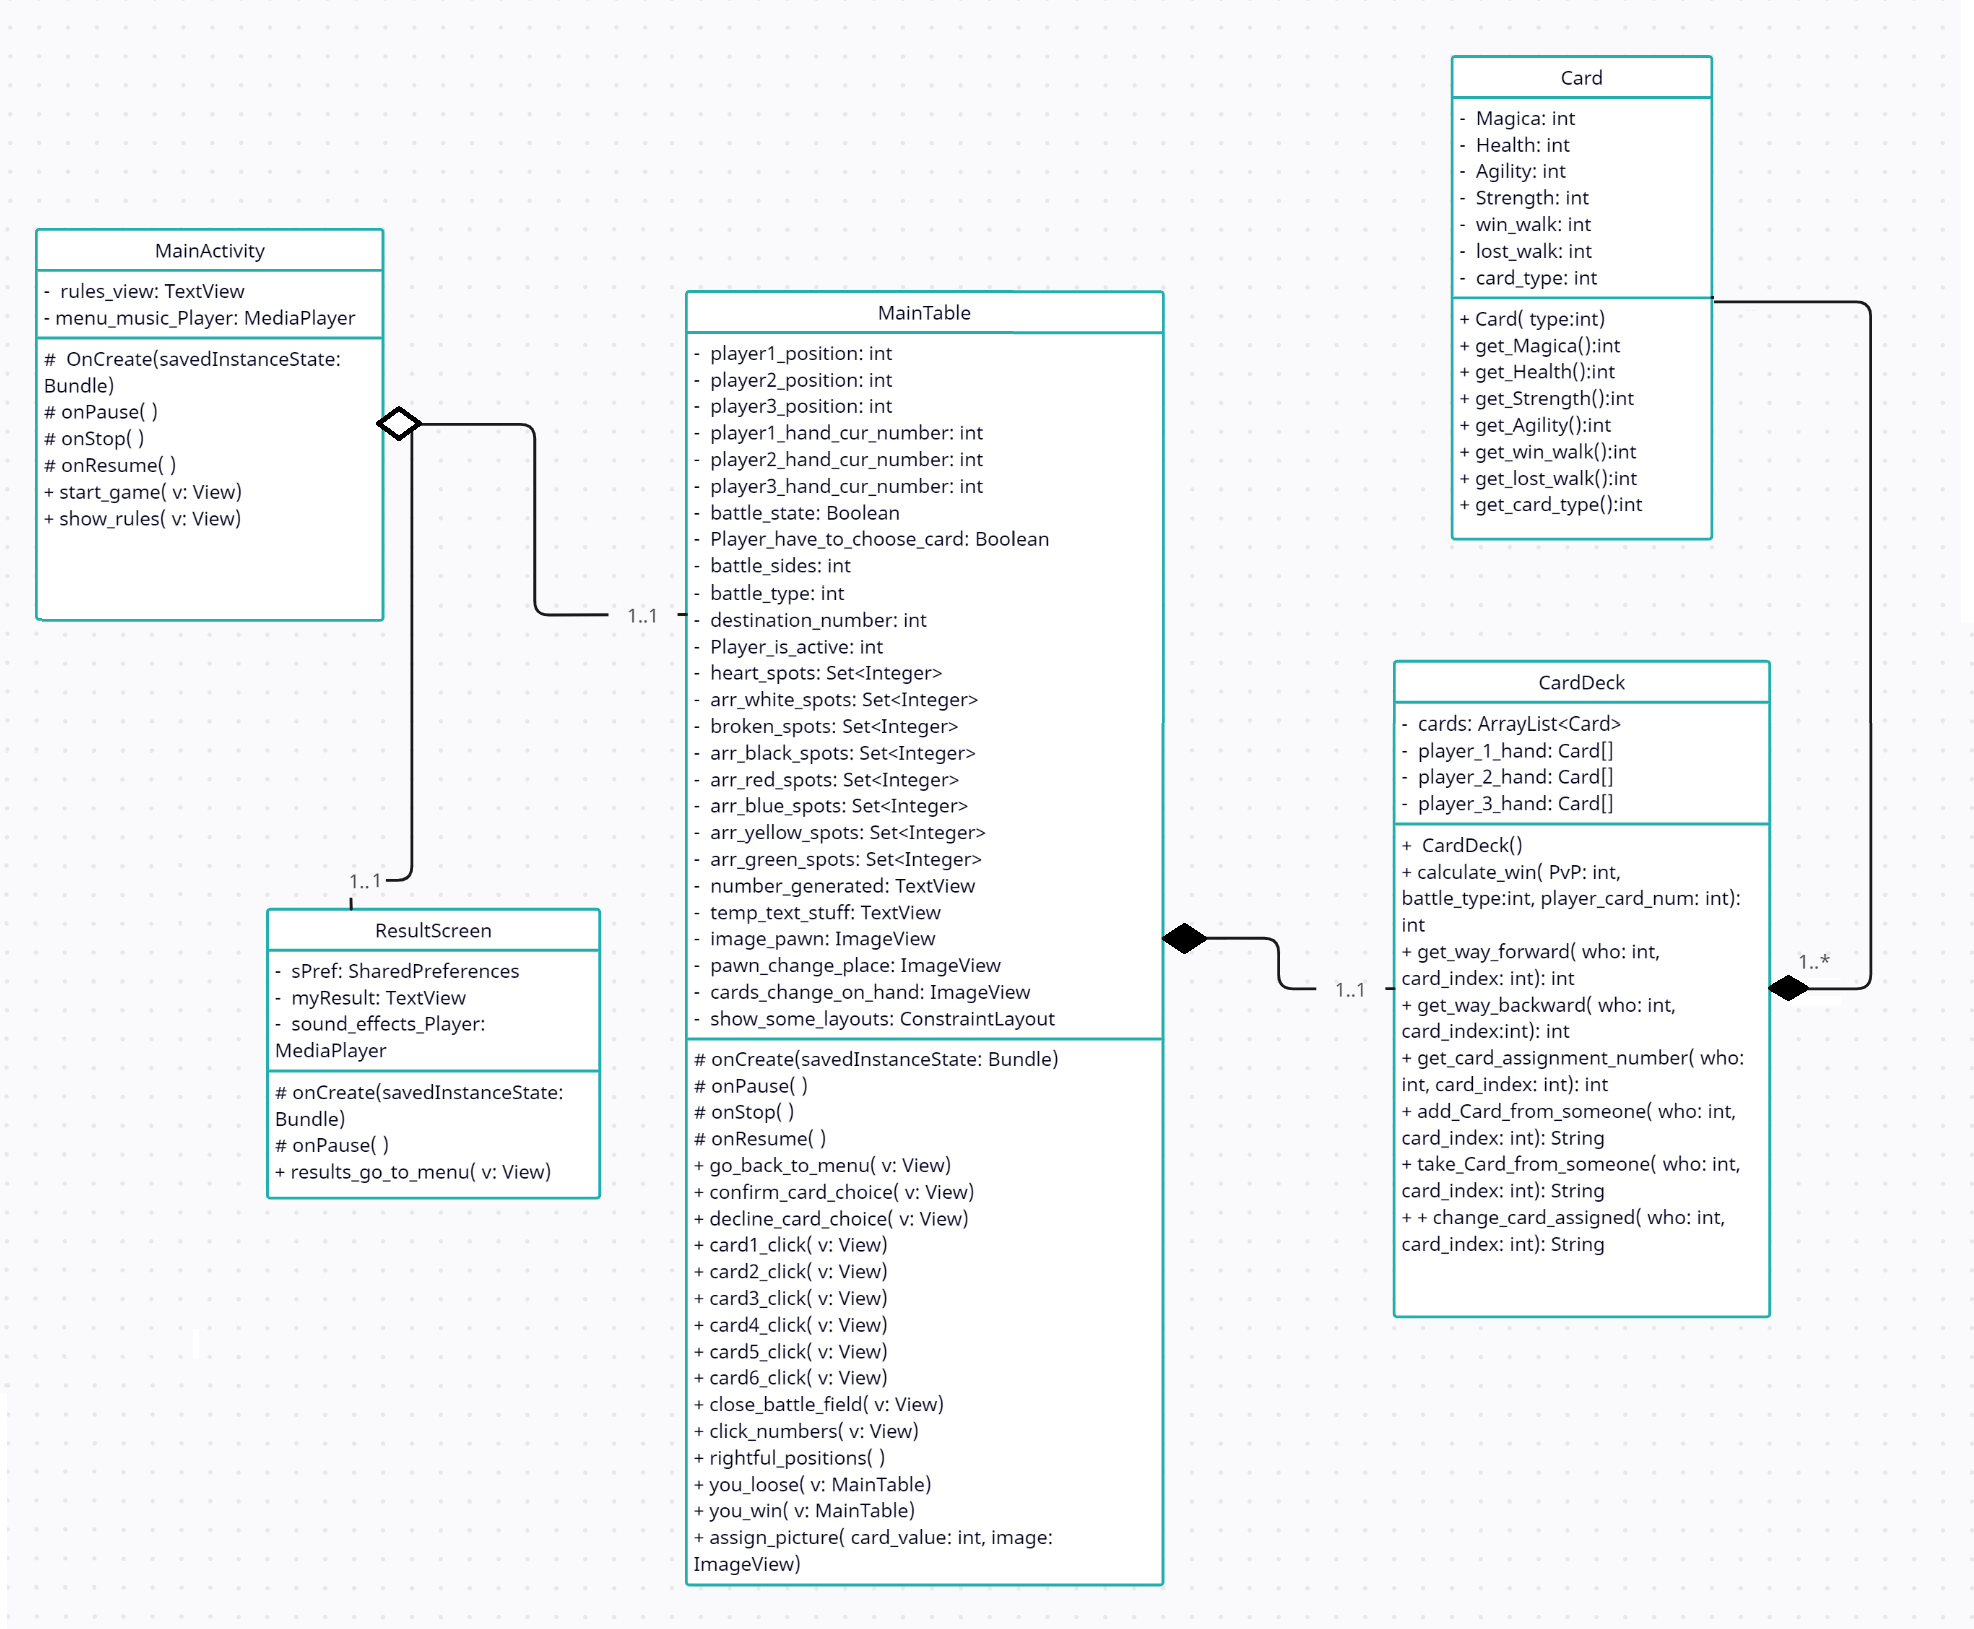 MainActivity
-  rules_view: TextView
- menu_music_Player: MediaPlayer
#  OnCreate(savedInstanceState:
Bundle)
# onPause( )
# onStop( )
# onResume( )
+ start_game( v: View)
+ show_rules( v: View)
1..1
1..1
ResultScreen
-  sPref: SharedPreferences
-  myResult: TextView
-  sound_effects_Player:
MediaPlayer
# onCreate(savedInstanceState:
Bundle)
# onPause( )
+ results_go_to_menu( v: View)
MainTable
-  player1_position: int
-  player2_position: int
-  player3_position: int
-  player1_hand_cur_number: int
-  player2_hand_cur_number: int
-  player3_hand_cur_number: int
-  battle_state: Boolean
-  Player_have_to_choose_card: Boolean
-  battle_sides: int
-  battle_type: int
-  destination_number: int
-  Player_is_active: int
-  heart_spots: Set<Integer>
-  arr_white_spots: Set<Integer>
-  broken_spots: Set<Integer>
-  arr_black_spots: Set<Integer>
-  arr_red_spots: Set<Integer>
-  arr_blue_spots: Set<Integer>
-  arr_yellow_spots: Set<Integer>
-  arr_green_spots: Set<Integer>
-  number_generated: TextView
-  temp_text_stuff: TextView
-  image_pawn: ImageView
-  pawn_change_place: ImageView
-  cards_change_on_hand: ImageView
-  show_some_layouts: ConstraintLayout
# onCreate(savedInstanceState: Bundle)
# onPause( )
# onStop( )
# onResume( )
+ go_back_to_menu( v: View)
+ confirm_card_choice( v: View)
+ decline_card_choice( v: View)
+ card1_click( v: View)
+ card2_click( v: View)
+ card3_click( v: View)
+ card4_click( v: View)
+ card5_click( v: View)
+ card6_click( v: View)
+ close_battle_field( v: View)
+ click_numbers( v: View)
+ rightful_positions( )
+ you_loose( v: MainTable)
+ you_win( v: MainTable)
+ assign_picture( card_value: int, image:
ImageView)
1..1
Card
-  Magica: int
-  Health: int
-  Agility: int
-  Strength: int
-  win_walk: int
-  lost_walk: int
-  card_type: int
+ Card( type:int)
+ get_Magica():int
+ get_Health():int
+ get_Strength():int
+ get_Agility():int
+ get_win_walk():int
+ get_lost_walk():int
+ get_card_type():int
CardDeck
-  cards: ArrayList<Card>
-  player_1_hand: Card[]
-  player_2_hand: Card[]
-  player_3_hand: Card[]
+  CardDeck()
+ calculate_win( PvP: int,
battle_type:int, player_card_num: int):
int
+ get_way_forward( who: int,
card_index: int): int
+ get_way_backward( who: int,
card_index:int): int
+ get_card_assignment_number( who:
int, card_index: int): int
+ add_Card_from_someone( who: int,
card_index: int): String
+ take_Card_from_someone( who: int,
card_index: int): String
+ + change_card_assigned( who: int,
card_index: int): String
1..*